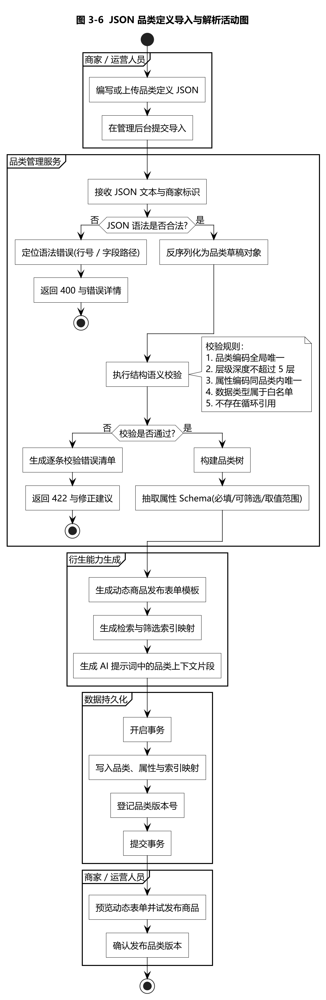 图 3-6  JSON 品类定义导入与解析活动图
商家 / 运营人员
编写或上传品类定义 JSON
在管理后台提交导入
品类管理服务
接收 JSON 文本与商家标识
JSON 语法是否合法?
否
是
定位语法错误(行号 / 字段路径)
反序列化为品类草稿对象
返回 400 与错误详情
执行结构语义校验
校验规则：
1. 品类编码全局唯一
2. 层级深度不超过 5 层
3. 属性编码同品类内唯一
4. 数据类型属于白名单
5. 不存在循环引用
校验是否通过?
否
是
生成逐条校验错误清单
构建品类树
返回 422 与修正建议
抽取属性 Schema(必填/可筛选/取值范围)
衍生能力生成
生成动态商品发布表单模板
生成检索与筛选索引映射
生成 AI 提示词中的品类上下文片段
数据持久化
开启事务
写入品类、属性与索引映射
登记品类版本号
提交事务
商家 / 运营人员
预览动态表单并试发布商品
确认发布品类版本